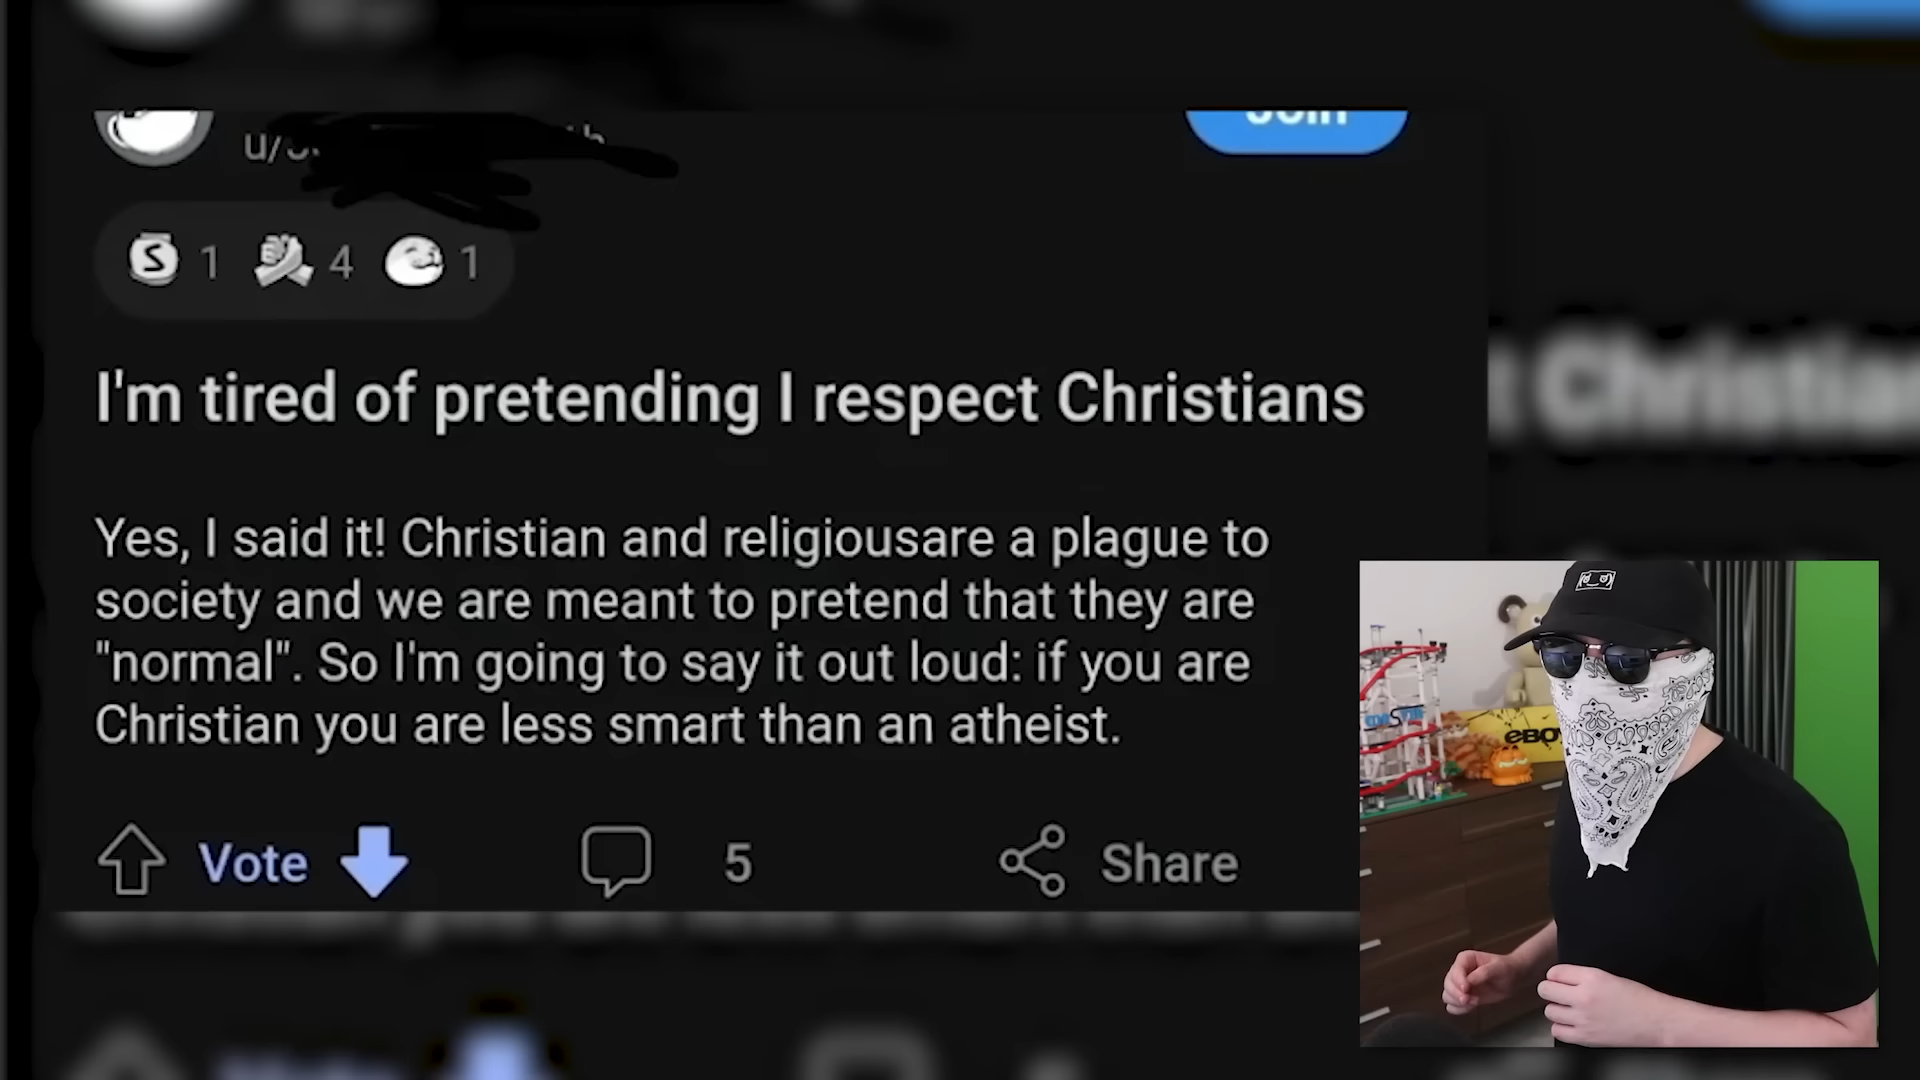 Join
u/
1 4 1
I'm tired of pretending I respect Christians
Yes, I said it! Christian and religiousare a plague to
society and we are meant to pretend that they are
"normal". So I'm going to say it out loud: if you are
Christian you are less smart than an atheist.
Vote 5 Share